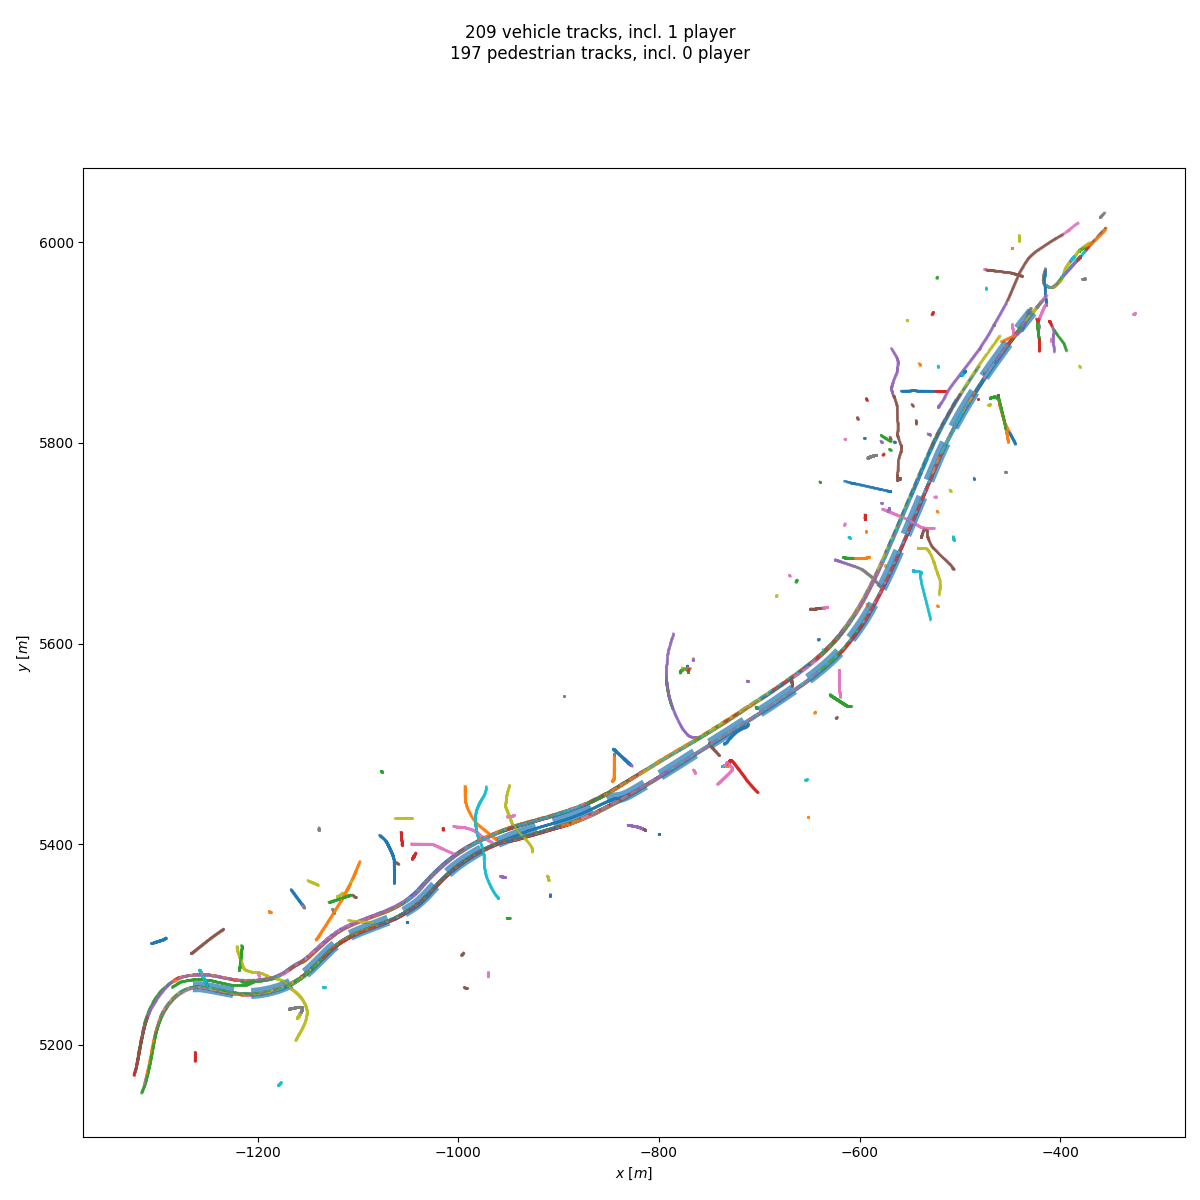 209 vehicle tracks, incl. 1 player
197 pedestrian tracks, incl. 0 player
6000
5800
5600
5400
5200
y [m]
−1200
−1000
−800
−600
−400
x [m]